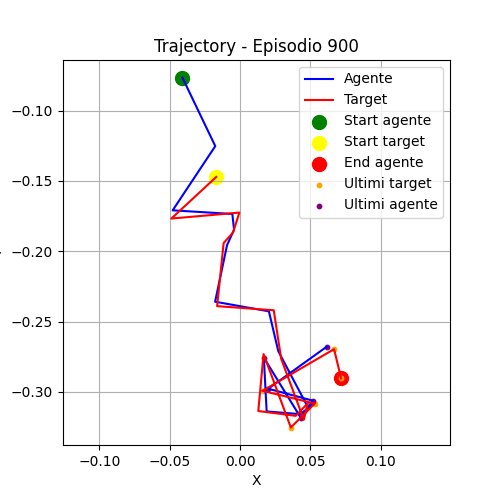 Trajectory - Episodio 900
Agente
Target
Start agente
Start target
End agente
Ultimi target
Ultimi agente
−0.10
−0.15
−0.20
−0.25
−0.30
−0.10
−0.05
0.00
0.05
0.10
X